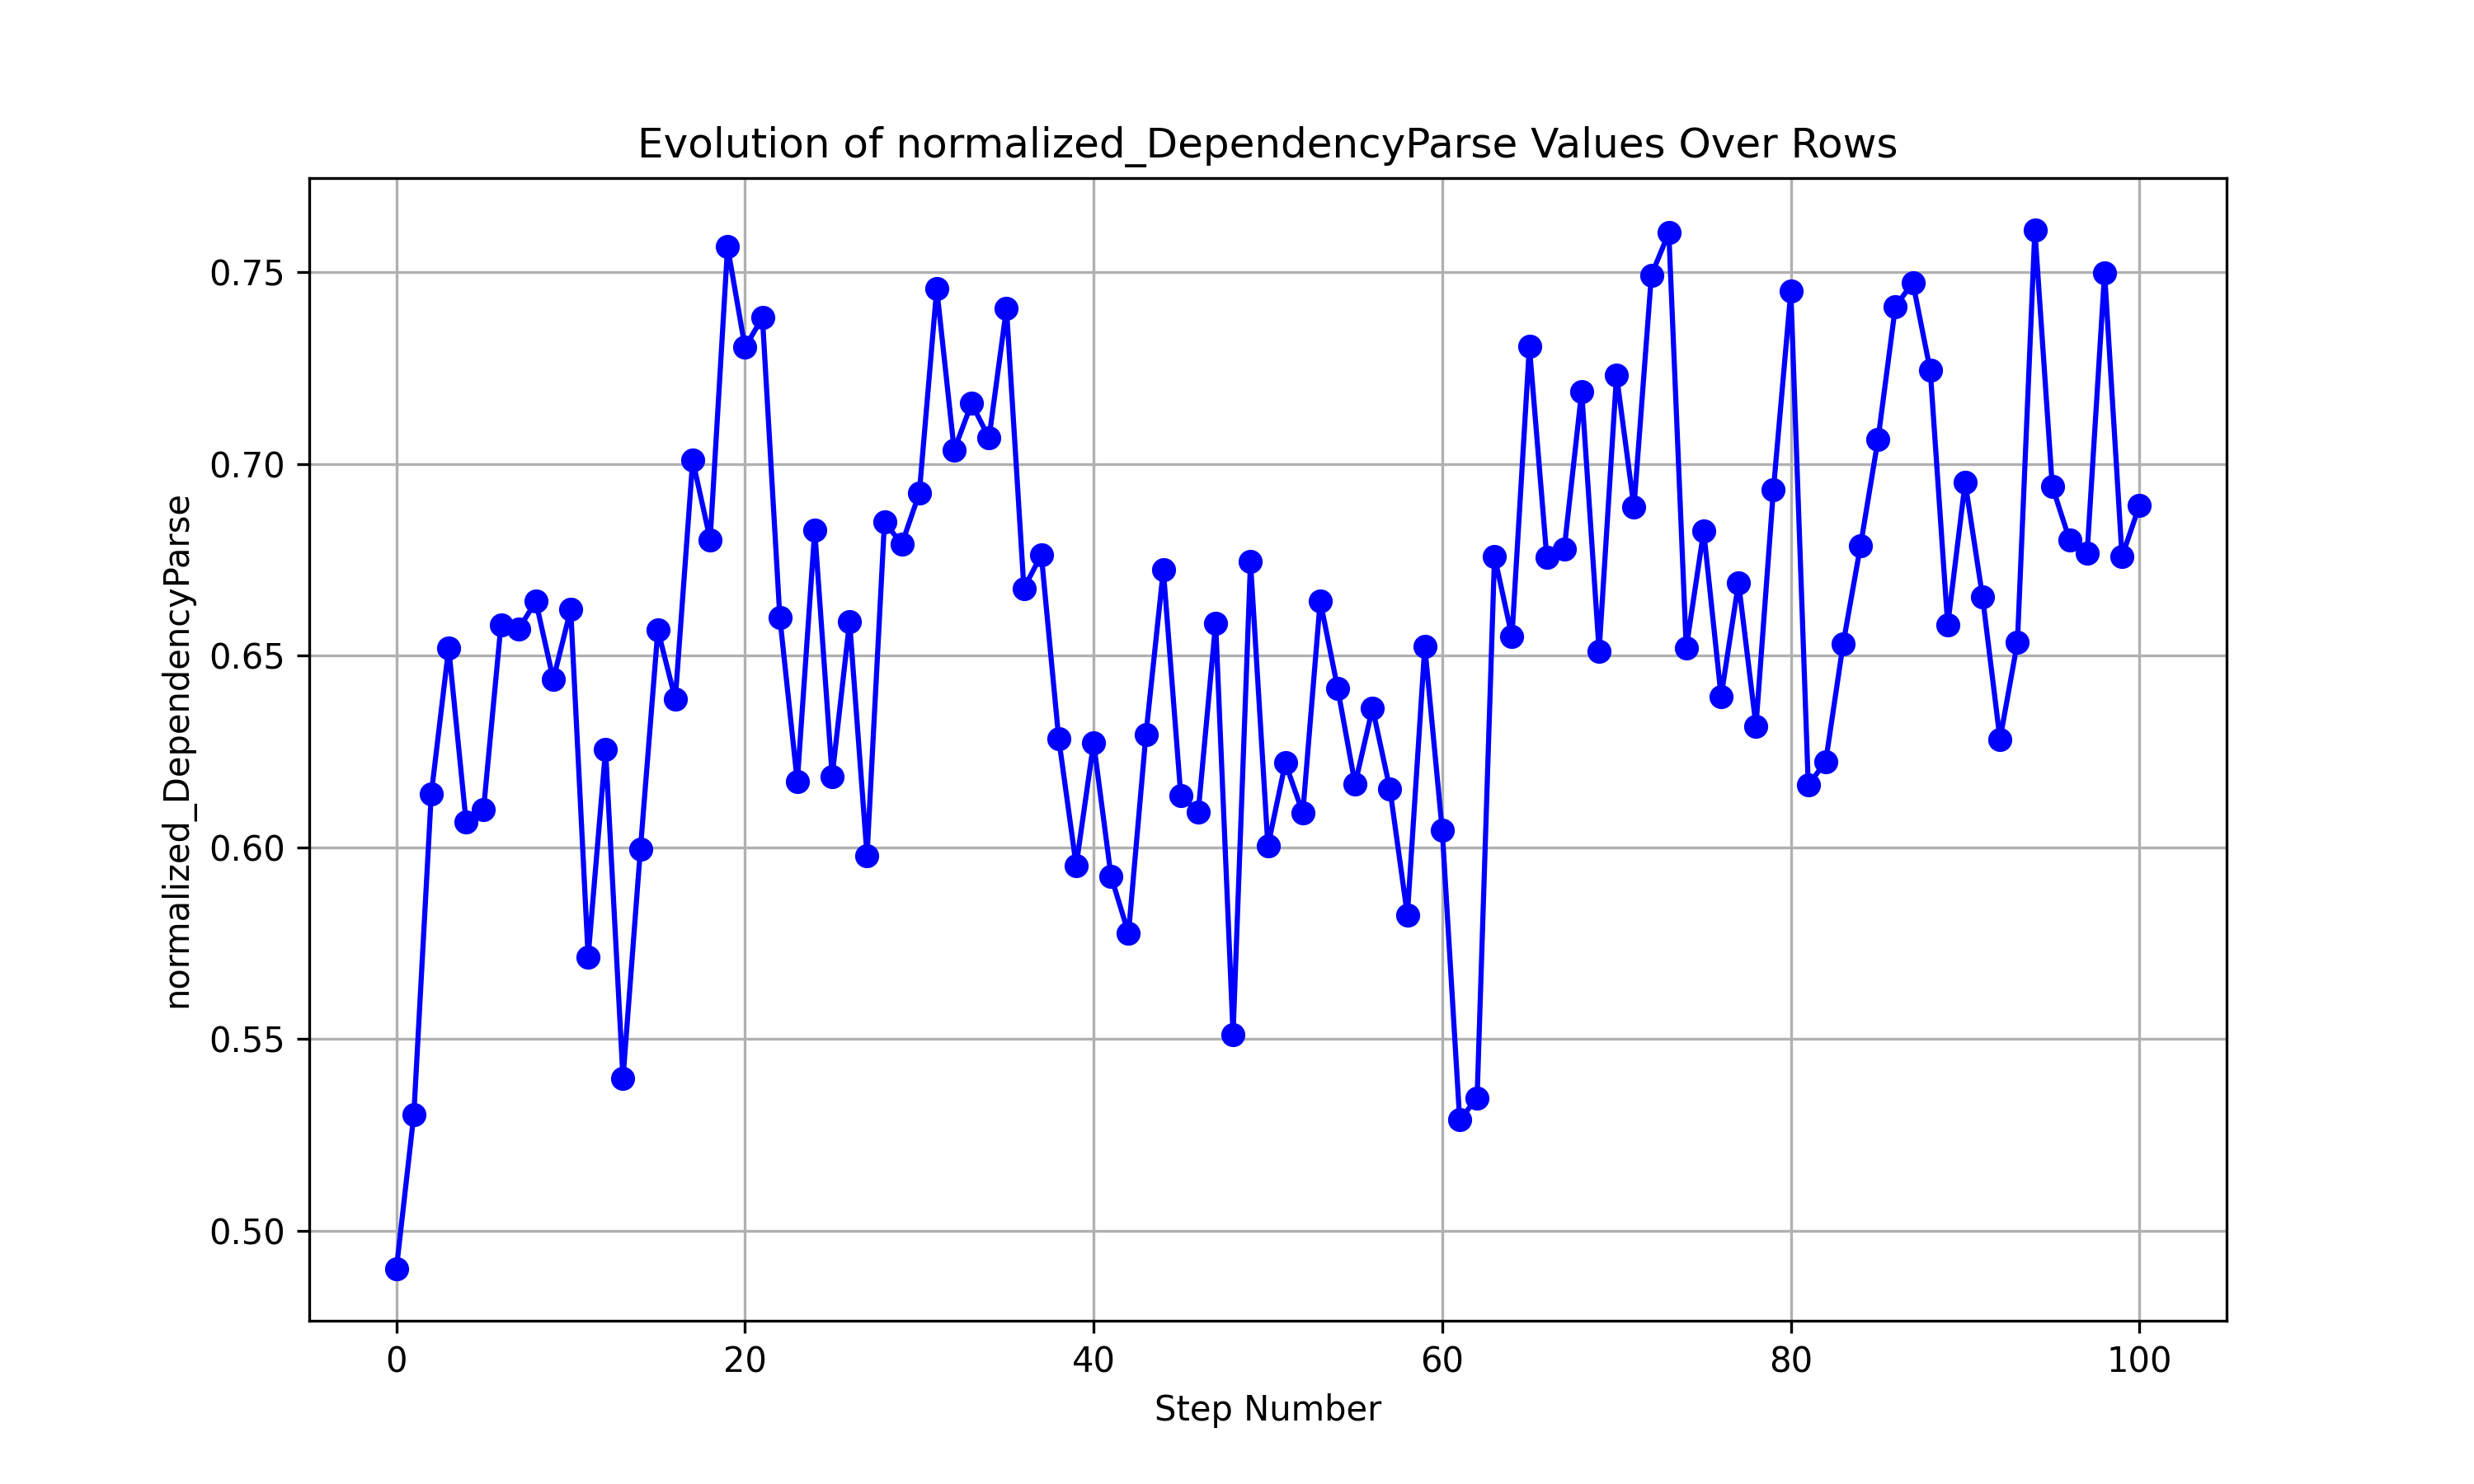 Evolution of normalized_DependencyParse Values Over Rows
normalized_DependencyParse
0.75
0.70
0.65
0.60
0.55
0.50
0 20 40 60 80 100
Step Number